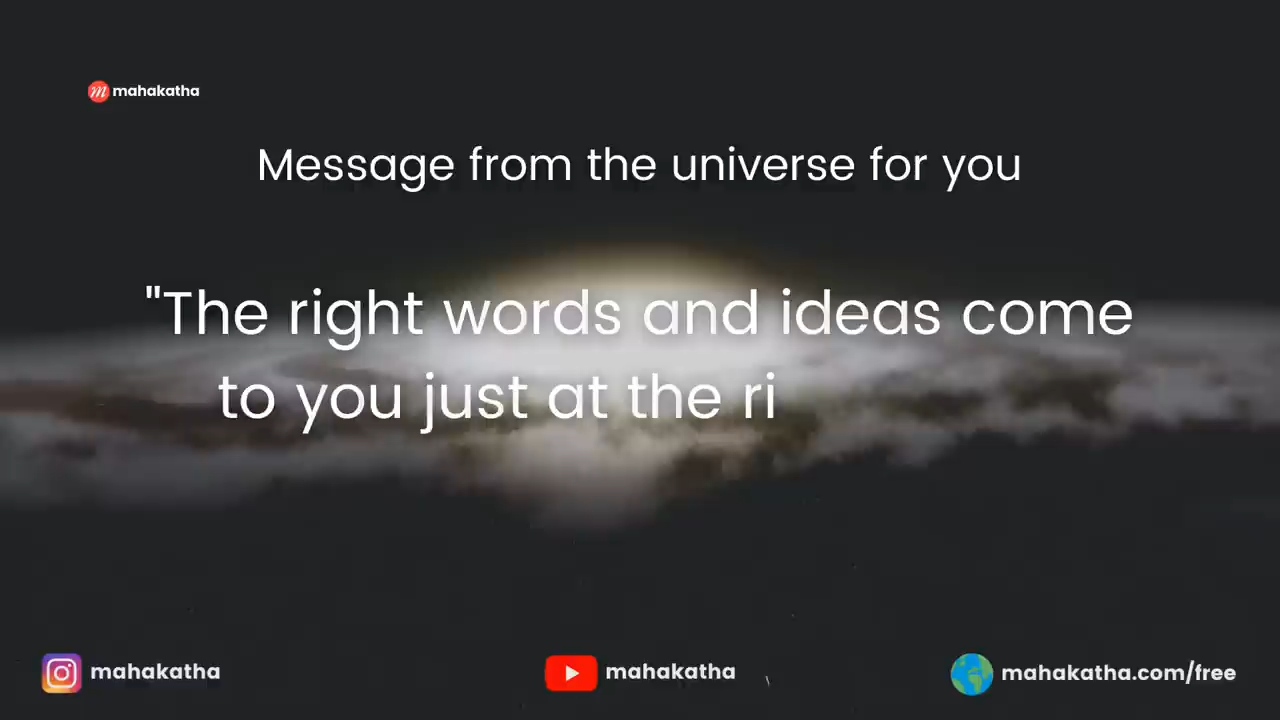 mahakatha
Message from the universe for you
"The right words and ideas come
to you just at the ri
mahakatha
mahakatha
mahakatha.com/free